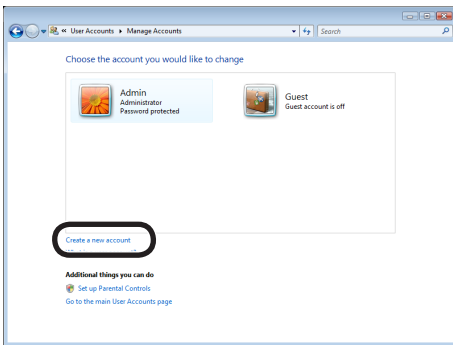 « User Accounts ▸ Manage Accounts
Search
Choose the account you would like to change
Admin
Administrator
Password protected
Guest
Guest account is off
Create a new account
Additional things you can do
Set up Parental Controls
Go to the main User Accounts page